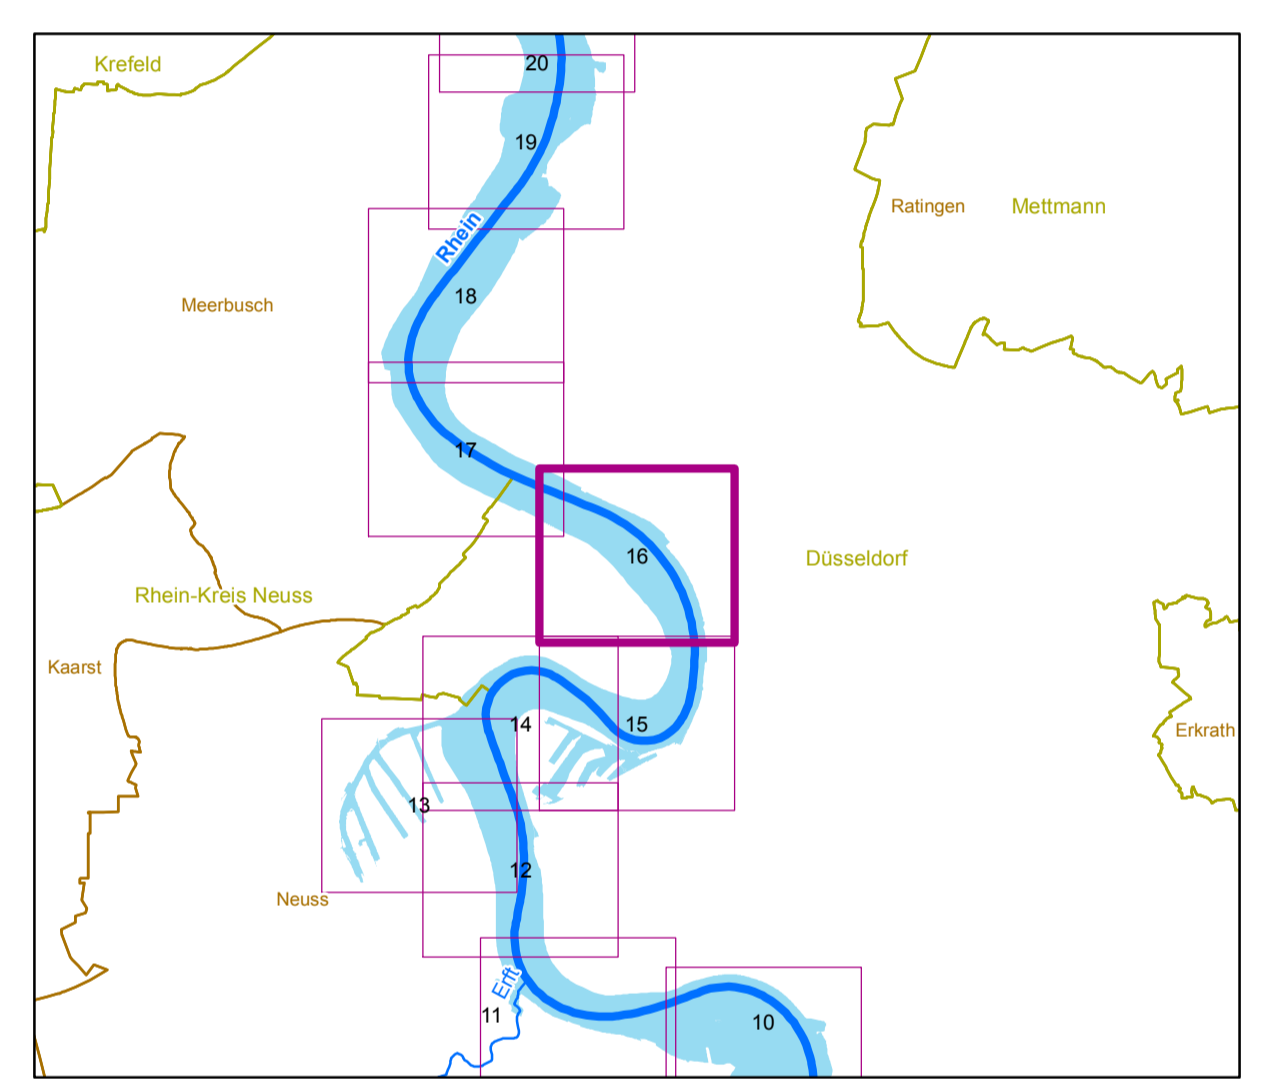 Krefeld
20
19
Ratingen
Mettmann
Rhein
18
Meerbusch
17
16
Düsseldorf
Rhein-Kreis Neuss
Kaarst
14
15
Erkrath
13
12
Neuss
Erft
11
10